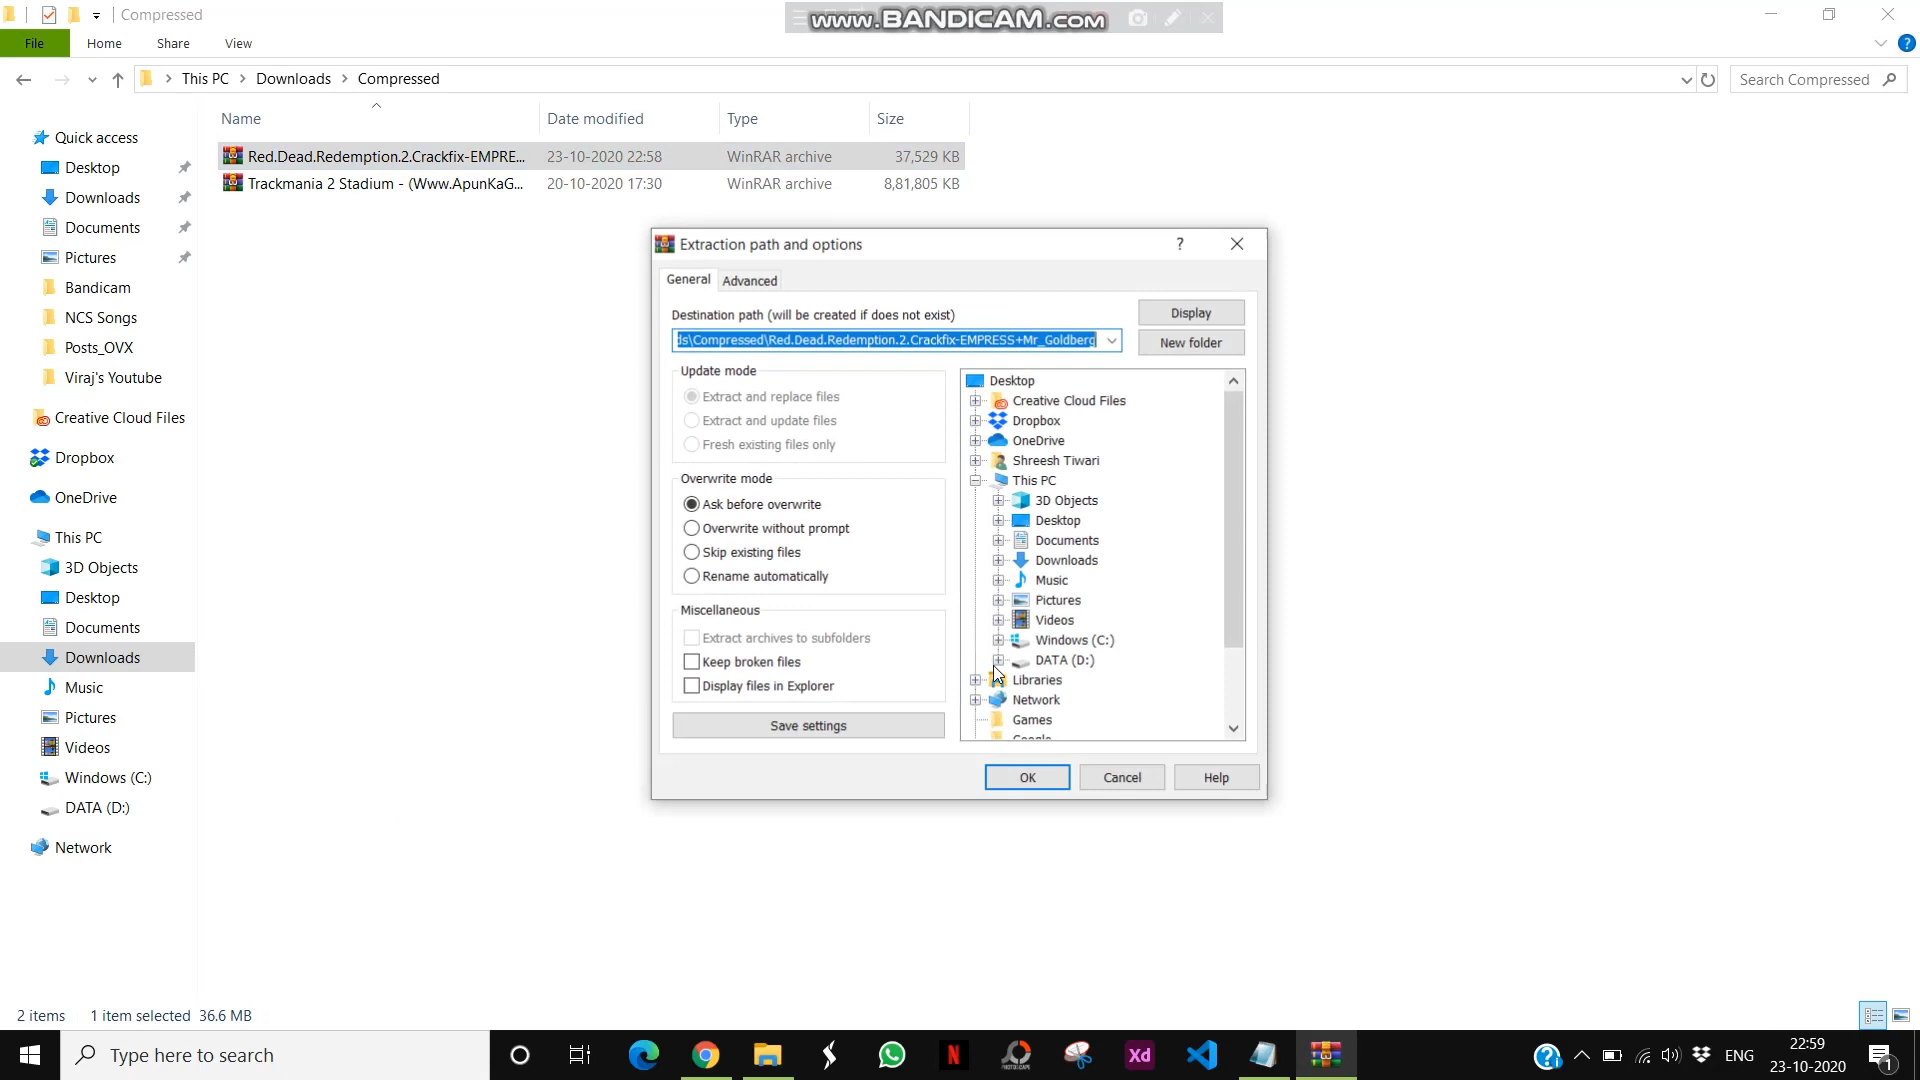 Compressed
www.BANDICAM.com
File
Home
Share
View
This PC
Downloads
Compressed
Search Compressed
Name
Date modified
Type
Size
Quick access
Desktop
Downloads
Documents
Pictures
Bandicam
NCS Songs
Posts_OVX
Viraj's Youtube
Creative Cloud Files
Dropbox
OneDrive
This PC
3D Objects
Desktop
Documents
Downloads
Music
Pictures
Videos
Windows (C:)
DATA (D:)
Network
Red.Dead.Redemption.2.Crackfix-EMPRE... 23-10-2020 22:58 WinRAR archive 37,529 KB
Trackmania 2 Stadium - (Www.ApunKaG... 20-10-2020 17:30 WinRAR archive 8,81,805 KB
Extraction path and options
?
General
Advanced
Destination path (will be created if does not exist)
ds\Compressed\Red.Dead.Redemption.2.Crackfix-EMPRESS+Mr_Goldberg
Display
New folder
Update mode
Extract and replace files
Extract and update files
Fresh existing files only
Overwrite mode
Ask before overwrite
Overwrite without prompt
Skip existing files
Rename automatically
Miscellaneous
Extract archives to subfolders
Keep broken files
Display files in Explorer
Save settings
Desktop
Creative Cloud Files
Dropbox
OneDrive
Shreesh Tiwari
This PC
3D Objects
Desktop
Documents
Downloads
Music
Pictures
Videos
Windows (C:)
DATA (D:)
Libraries
Network
Games
Google
OK
Cancel
Help
2 items
1 item selected 36.6 MB
Type here to search
N
PHOTOSCAPE
Xd
ENG
22:59
23-10-2020
1